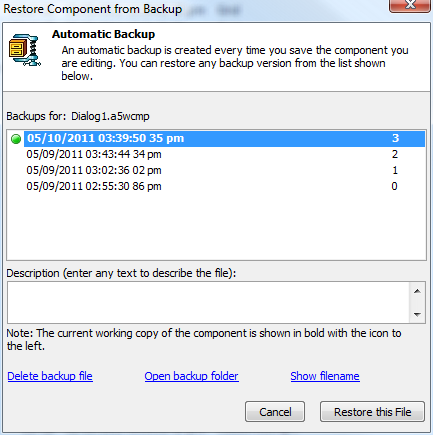 Restore Component from Backup
Automatic Backup
An automatic backup is created every time you save the component you
are editing. You can restore any backup version from the list shown
below.
Backups for: Dialog1.a5wcmp
05/10/2011 03:39:50 35 pm 3
05/09/2011 03:43:44 34 pm 2
05/09/2011 03:02:36 02 pm 1
05/09/2011 02:55:30 86 pm 0
Description (enter any text to describe the file):
Note: The current working copy of the component is shown in bold with the icon to
the left.
Delete backup file Open backup folder Show filename
Cancel Restore this File